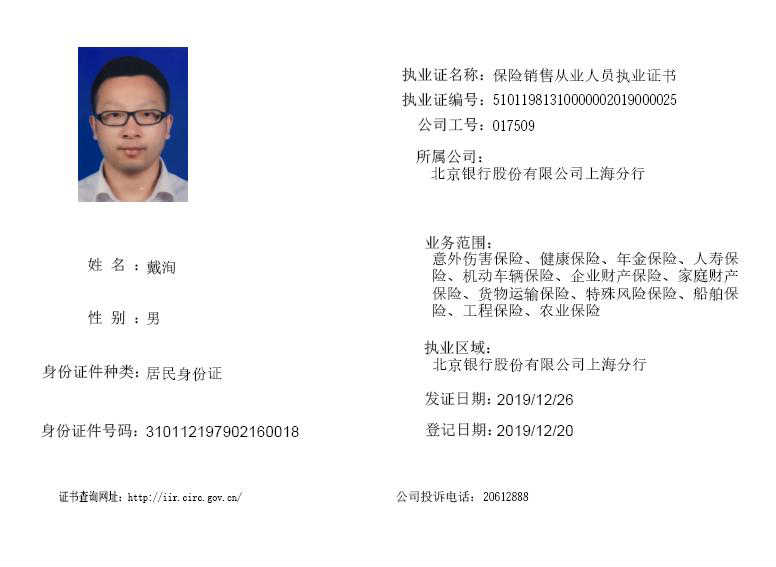 姓 名 : 戴洵
性 别 : 男
身份证件种类: 居民身份证
身份证件号码: 310112197902160018
证书查询网址: http://iir.circ.gov.cn/
执业证名称: 保险销售从业人员执业证书
执业证编号: 51011981310000002019000025
公司工号: 017509
所属公司:
北京银行股份有限公司上海分行
业务范围:
意外伤害保险、健康保险、年金保险、人寿保
险、机动车辆保险、企业财产保险、家庭财产
保险、货物运输保险、特殊风险保险、船舶保
险、工程保险、农业保险
执业区域:
北京银行股份有限公司上海分行
发证日期: 2019/12/26
登记日期: 2019/12/20
公司投诉电话: 20612888